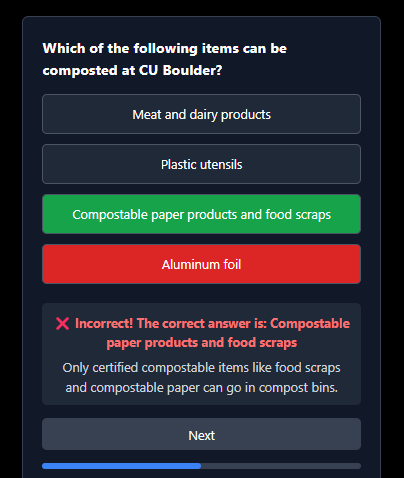 Which of the following items can be
composted at CU Boulder?
Meat and dairy products
Plastic utensils
Compostable paper products and food scraps
Aluminum foil
❌ Incorrect! The correct answer is: Compostable
paper products and food scraps
Only certified compostable items like food scraps
and compostable paper can go in compost bins.
Next